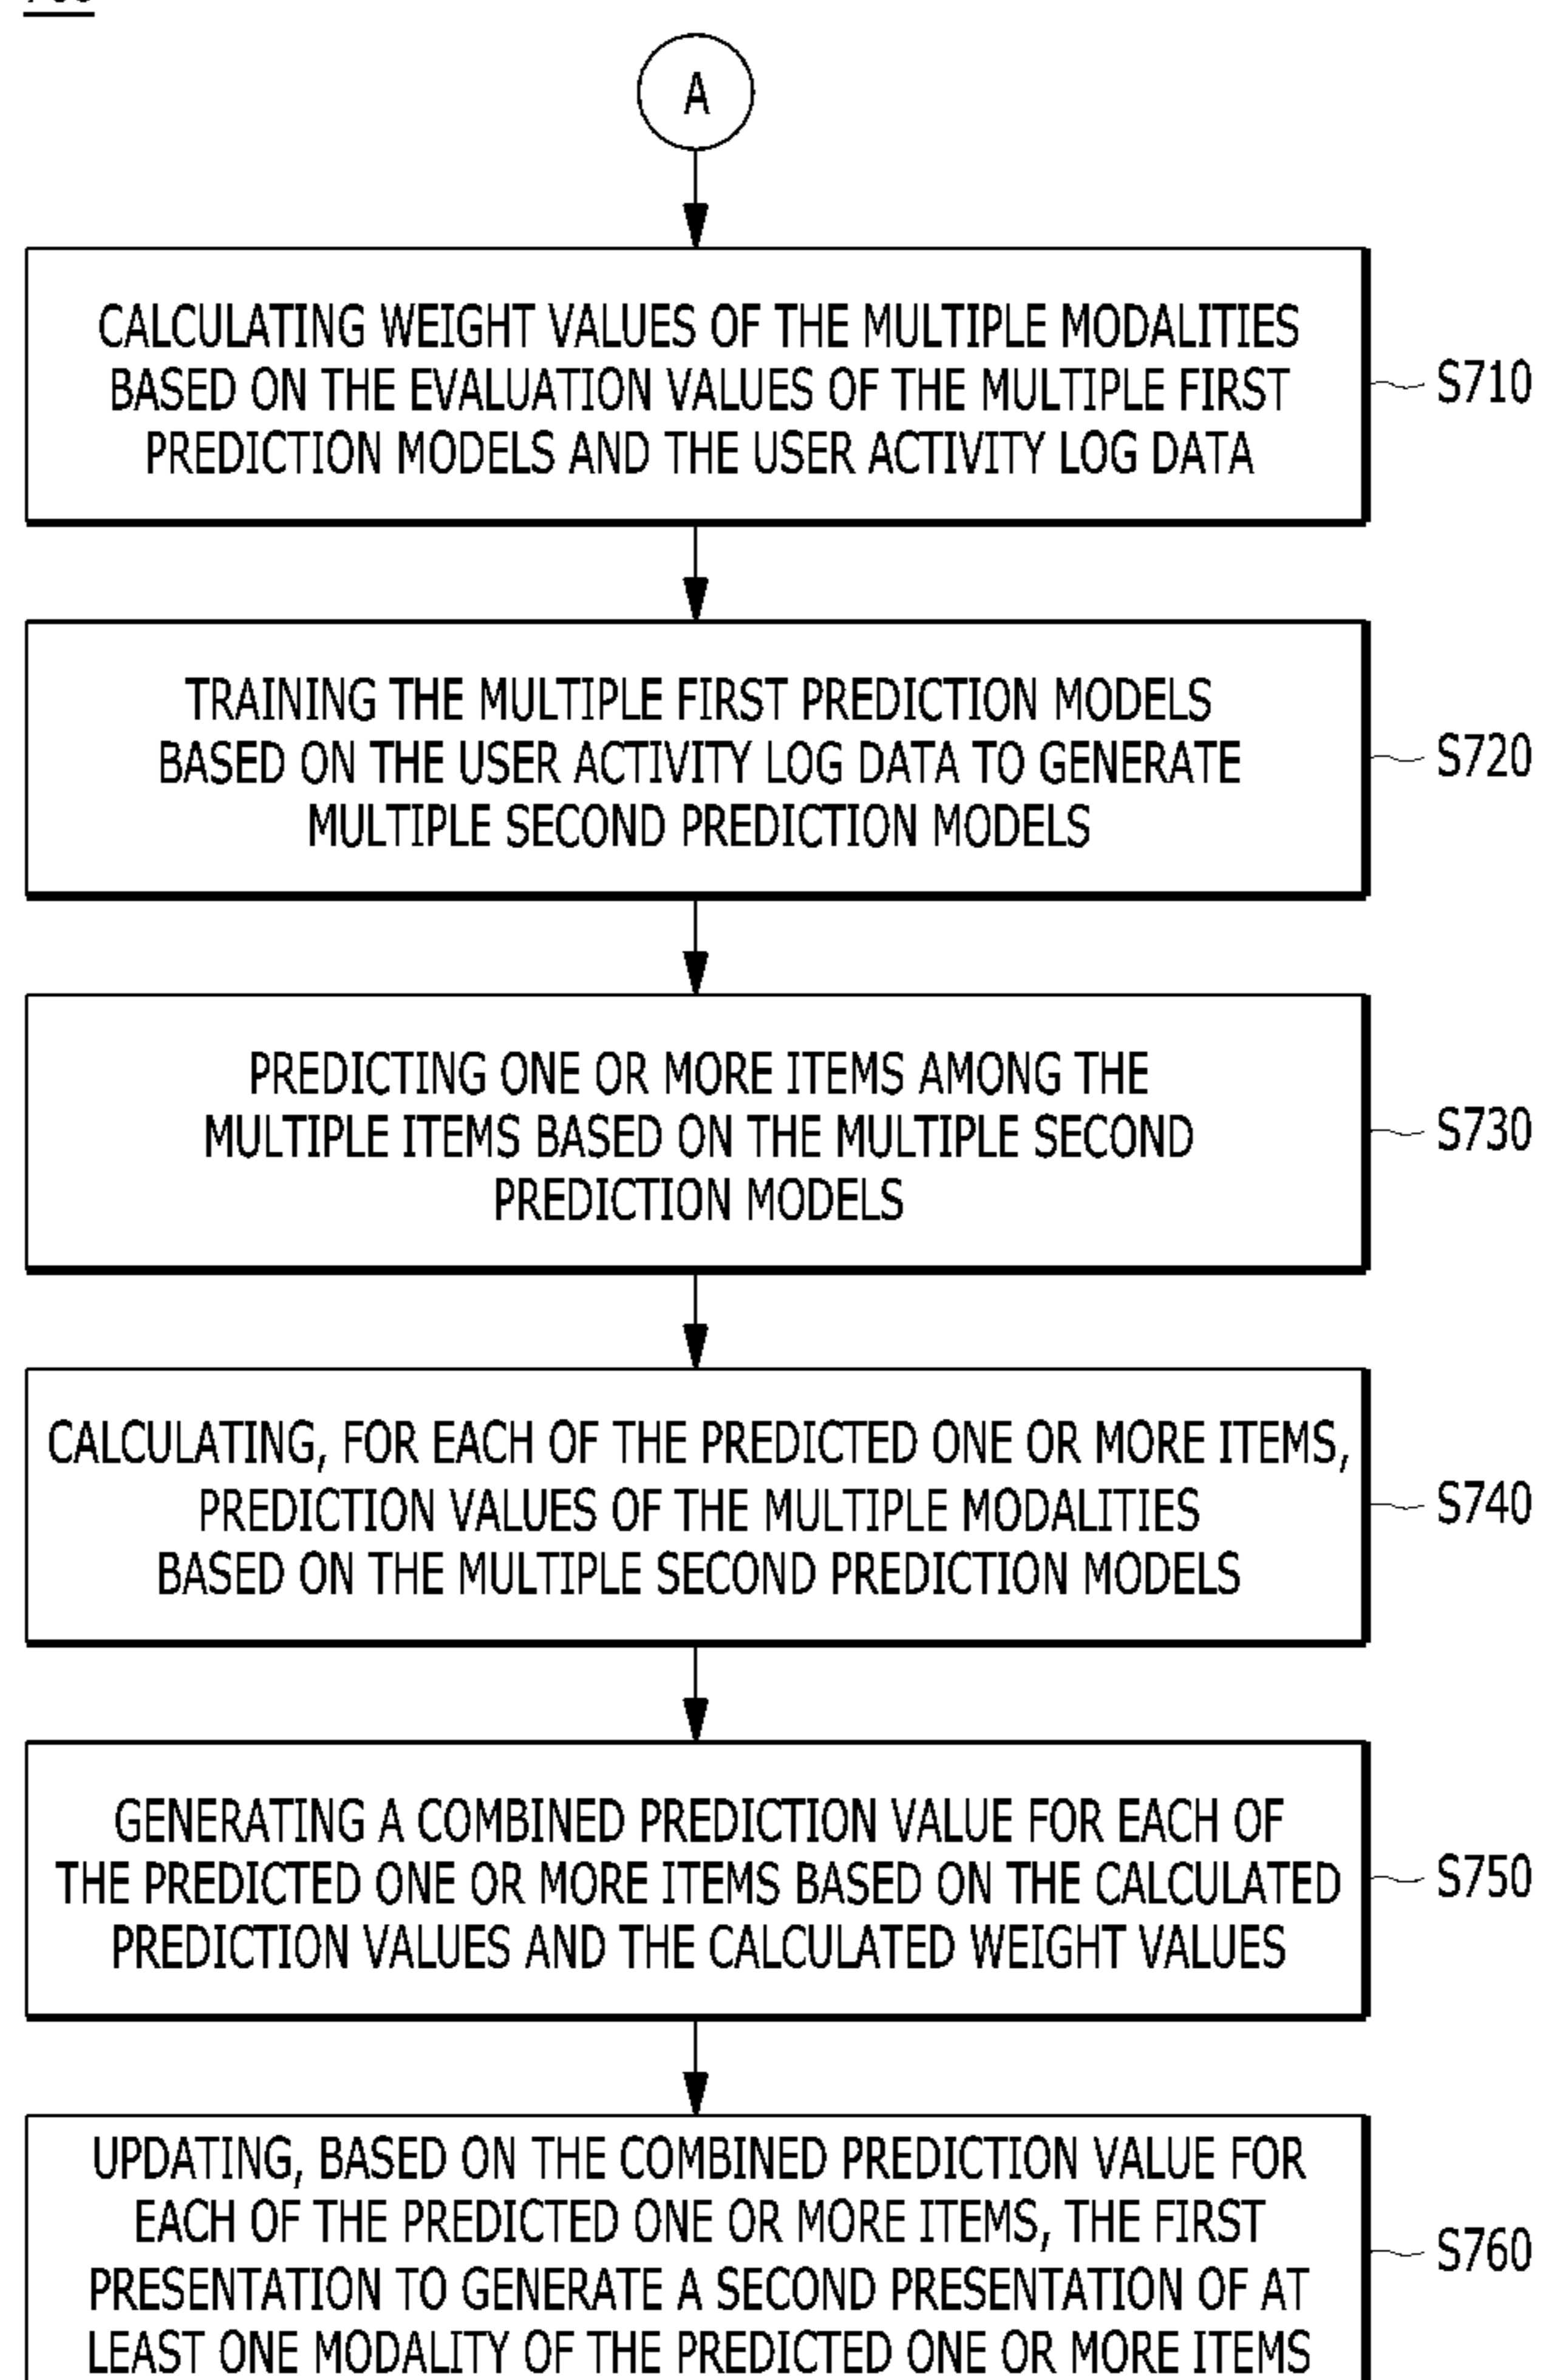 A
CALCULATING WEIGHT VALUES OF THE MULTIPLE MODALITIES
BASED ON THE EVALUATION VALUES OF THE MULTIPLE FIRST
PREDICTION MODELS AND THE USER ACTIVITY LOG DATA
S710
TRAINING THE MULTIPLE FIRST PREDICTION MODELS
BASED ON THE USER ACTIVITY LOG DATA TO GENERATE
MULTIPLE SECOND PREDICTION MODELS
S720
PREDICTING ONE OR MORE ITEMS AMONG THE
MULTIPLE ITEMS BASED ON THE MULTIPLE SECOND
PREDICTION MODELS
S730
CALCULATING, FOR EACH OF THE PREDICTED ONE OR MORE ITEMS,
PREDICTION VALUES OF THE MULTIPLE MODALITIES
BASED ON THE MULTIPLE SECOND PREDICTION MODELS
S740
GENERATING A COMBINED PREDICTION VALUE FOR EACH OF
THE PREDICTED ONE OR MORE ITEMS BASED ON THE CALCULATED
PREDICTION VALUES AND THE CALCULATED WEIGHT VALUES
S750
UPDATING, BASED ON THE COMBINED PREDICTION VALUE FOR
EACH OF THE PREDICTED ONE OR MORE ITEMS, THE FIRST
PRESENTATION TO GENERATE A SECOND PRESENTATION OF AT
LEAST ONE MODALITY OF THE PREDICTED ONE OR MORE ITEMS
S760